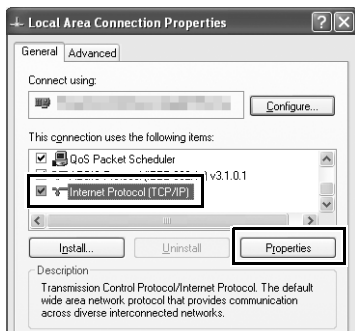 Local Area Connection Properties
General Advanced
Connect using:
Configure...
This connection uses the following items:
QoS Packet Scheduler
v3.1.0.1
Internet Protocol (TCP/IP)
Install... Uninstall Properties
Description
Transmission Control Protocol/Internet Protocol. The default
wide area network protocol that provides communication
across diverse interconnected networks.